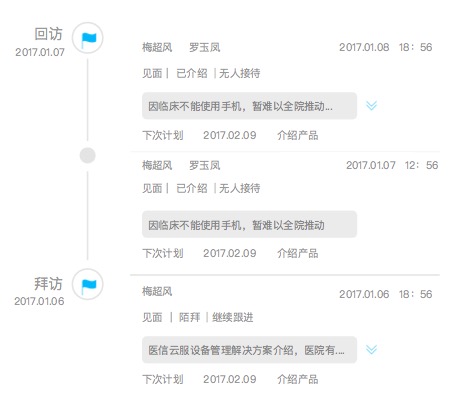 回访
2017.01.07
梅超风 罗玉凤 2017.01.08 18：56
见面 | 已介绍 | 无人接待
因临床不能使用手机，暂难以全院推动...
下次计划 2017.02.09 介绍产品
梅超风 罗玉凤 2017.01.07 12：56
见面 | 已介绍 | 无人接待
因临床不能使用手机，暂难以全院推动
下次计划 2017.02.09 介绍产品
拜访
2017.01.06
梅超风 2017.01.06 18：56
见面 | 陌拜 | 继续跟进
医信云服设备管理解决方案介绍，医院有....
下次计划 2017.02.09 介绍产品